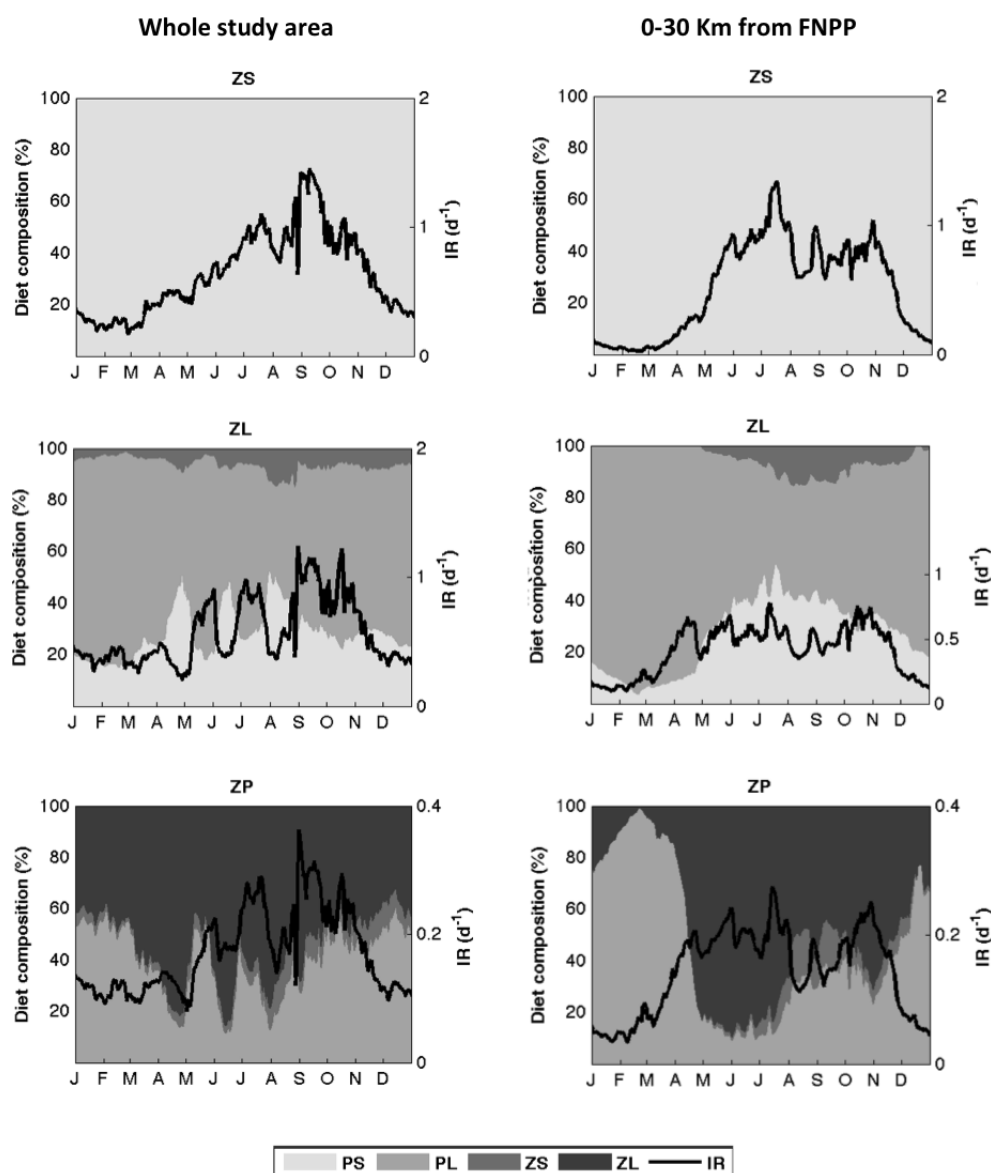 Whole study area
0-30 Km from FNPP
ZS
100
80
60
40
20
Diet composition (%)
2
1
0
IR (d-1)
J F M A M J J A S O N D
ZS
100
80
60
40
20
Diet composition (%)
2
1
0
IR (d-1)
J F M A M J J A S O N D
ZL
100
80
60
40
20
Diet composition (%)
2
1
0
IR (d-1)
J F M A M J J A S O N D
ZL
100
80
60
40
20
Diet composition (%)
1
0.5
0
IR (d-1)
J F M A M J J A S O N D
ZP
100
80
60
40
20
Diet composition (%)
0.4
0.2
0
IR (d-1)
J F M A M J J A S O N D
ZP
100
80
60
40
20
Diet composition (%)
0.4
0.2
0
IR (d-1)
J F M A M J J A S O N D
PS PL ZS ZL IR